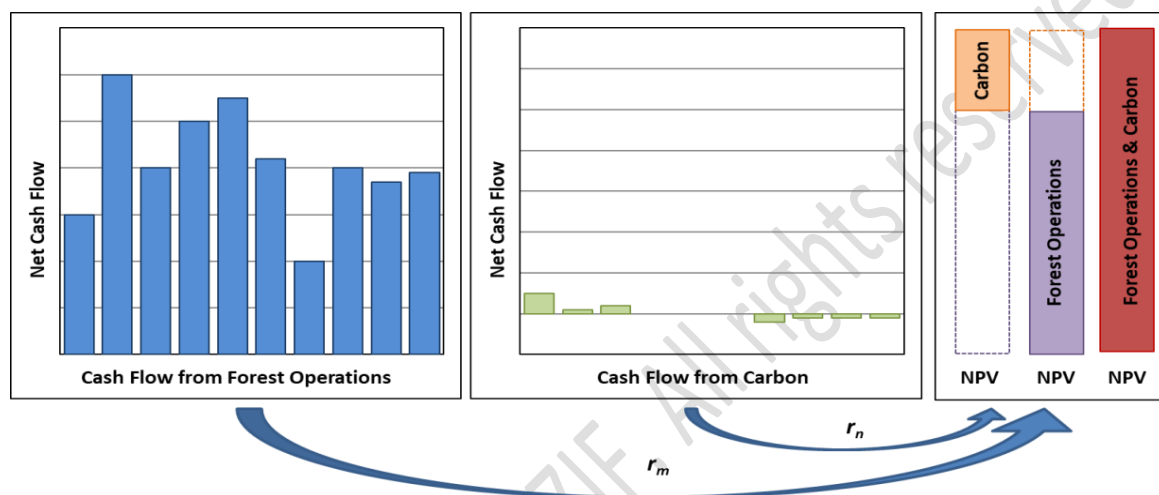 Net Cash Flow
Cash Flow from Forest Operations
Net Cash Flow
Cash Flow from Carbon
Carbon
Forest Operations
Forest Operations & Carbon
NPV
NPV
NPV
rₙ
rₘ
ZIF. All rights reserved